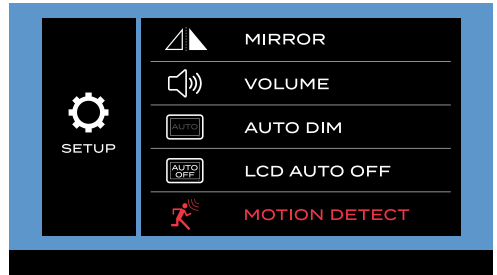 SETUP
MIRROR
VOLUME
AUTO
AUTO DIM
AUTO
OFF
LCD AUTO OFF
MOTION DETECT